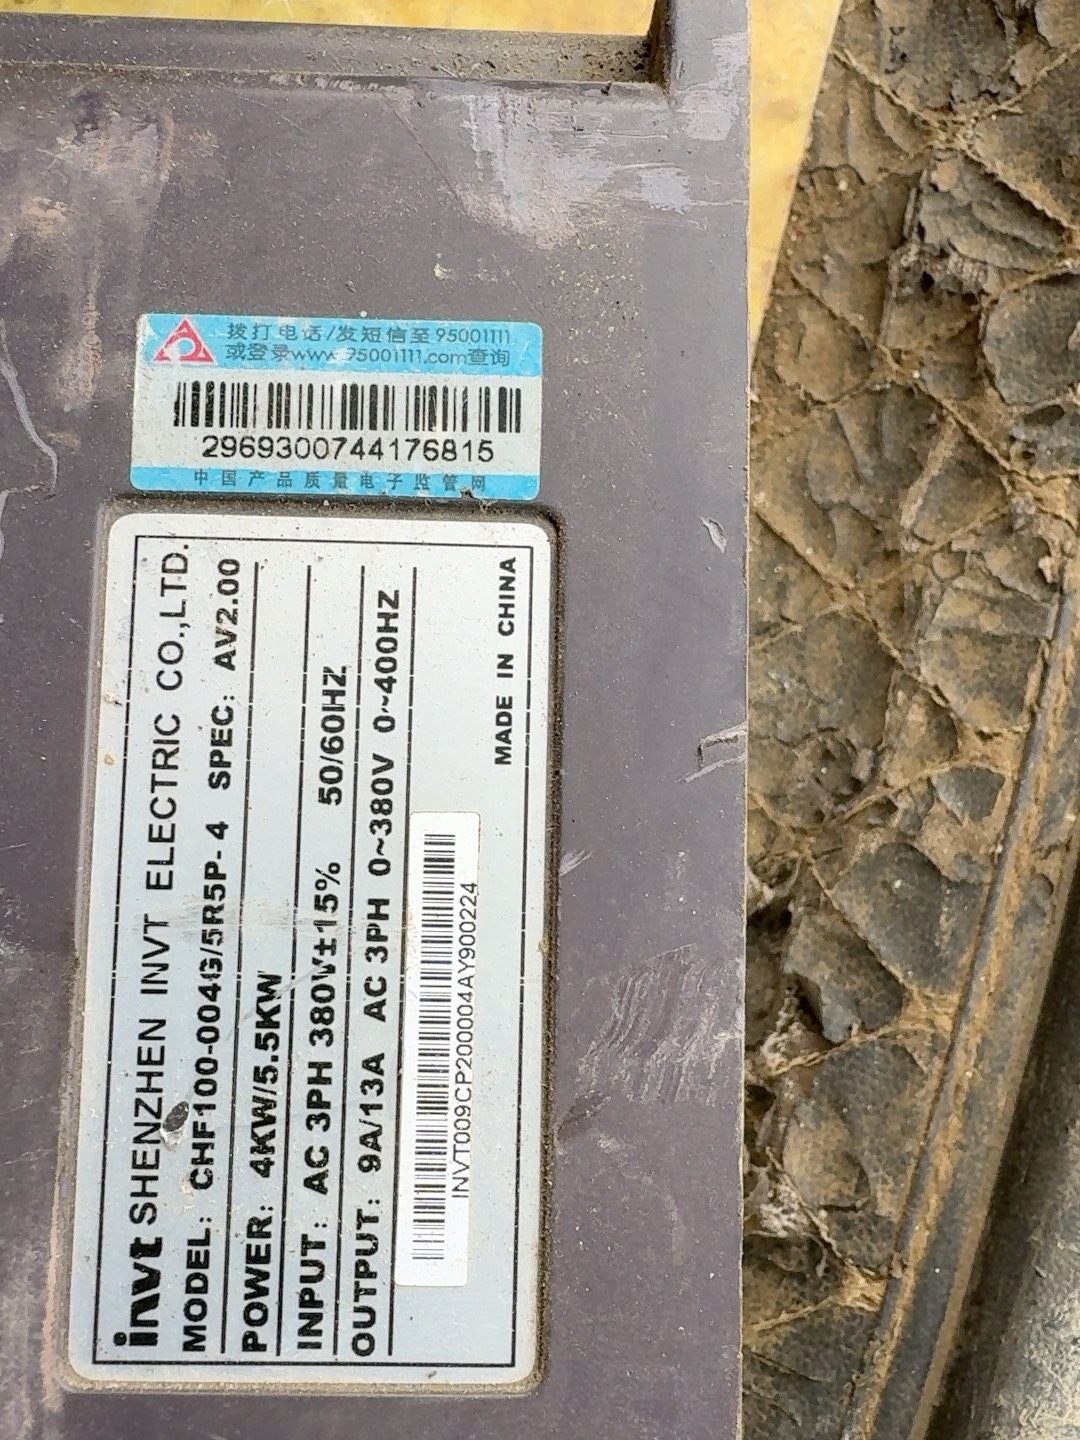 拨打电话/发短信至95001111
或登录www.95001111.com查询
2969300744176815
中国产品质量电子监管网
invt SHENZHEN INVT ELECTRIC CO.,LTD.
MODEL: CHF100-004G/5R5P-4 SPEC: AV2.00
POWER: 4KW/5.5KW
INPUT: AC 3PH 380V±15% 50/60HZ
OUTPUT: 9A/13A AC 3PH 0~380V 0~400HZ
INVT009CP200004AY900224
MADE IN CHINA